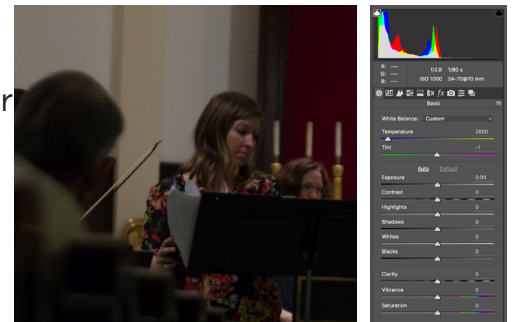 r
R: ---
G: ---
B: ---
f/2.8 1/80 s
ISO 1000 24-70@70 mm
Basic
White Balance: Custom
Temperature 2600
Tint -1
Auto Default
Exposure 0.00
Contrast 0
Highlights 0
Shadows 0
Whites 0
Blacks 0
Clarity 0
Vibrance 0
Saturation 0